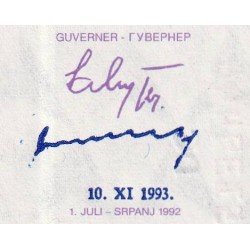 GUVERNER - ГУВЕРНЕР
10. XI 1993.
1. JULI - SRPANJ 1992